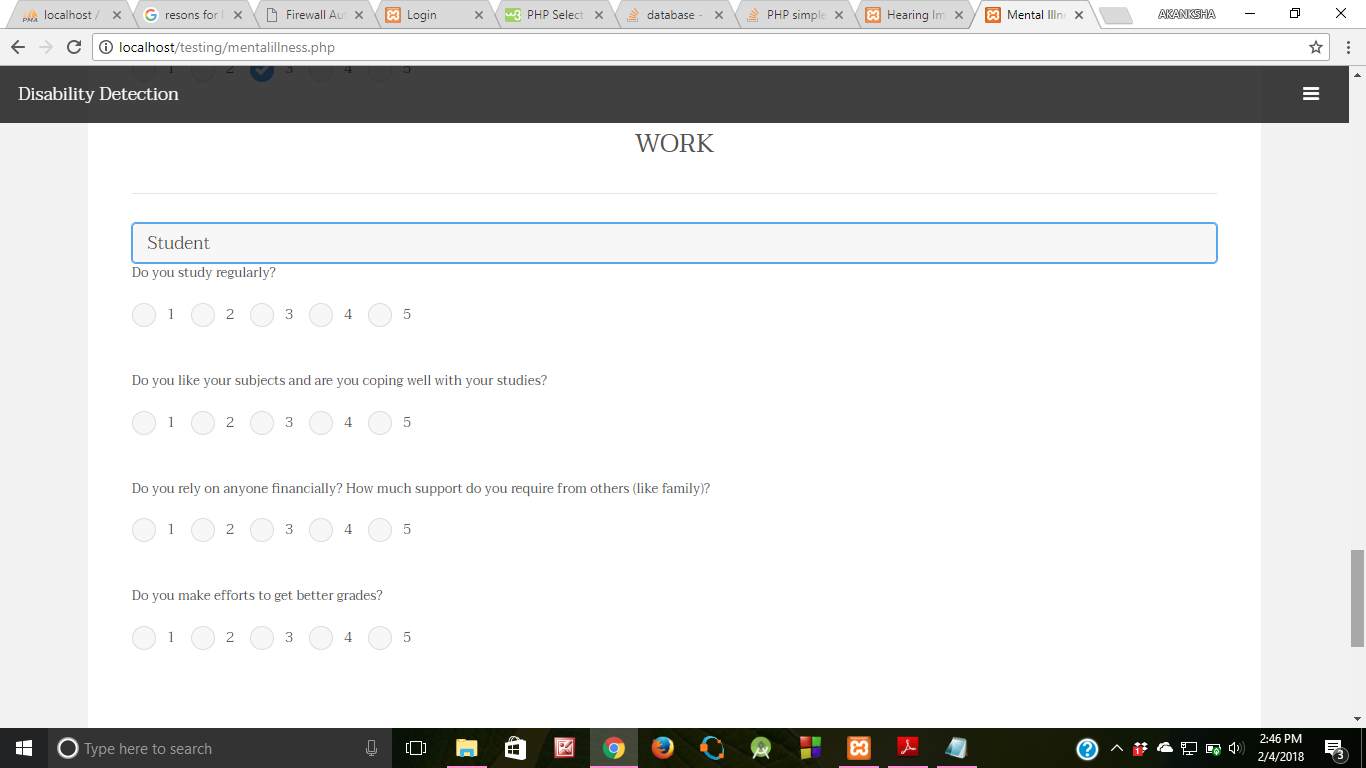 localhost /
resons for
Firewall Au
Login
PHP Select
database -
PHP simple
Hearing Im
Mental Illn
AKANKSHA
localhost/testing/mentalillness.php
1 2 3 4 5
Disability Detection
WORK
Student
Do you study regularly?
1 2 3 4 5
Do you like your subjects and are you coping well with your studies?
1 2 3 4 5
Do you rely on anyone financially? How much support do you require from others (like family)?
1 2 3 4 5
Do you make efforts to get better grades?
1 2 3 4 5
Type here to search
2:46 PM
2/4/2018
3